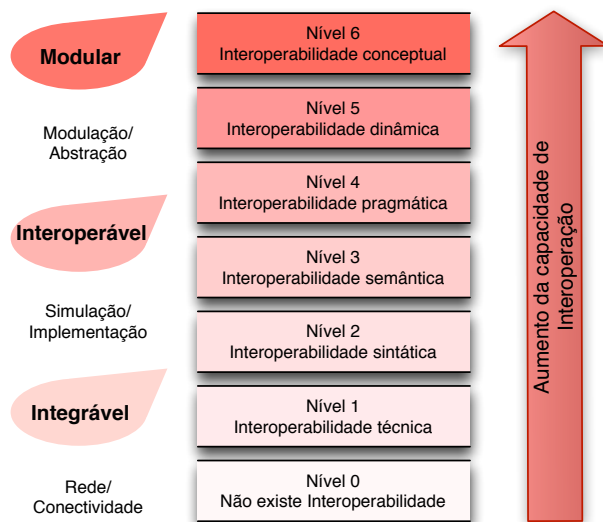 Modular
Nível 6
Interoperabilidade conceptual
Modulação/
Abstração
Nível 5
Interoperabilidade dinâmica
Interoperável
Nível 4
Interoperabilidade pragmática
Nível 3
Interoperabilidade semântica
Simulação/
Implementação
Nível 2
Interoperabilidade sintática
Integrável
Nível 1
Interoperabilidade técnica
Rede/
Conectividade
Nível 0
Não existe Interoperabilidade
Aumento da capacidade de
Interoperação